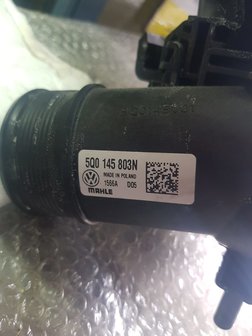 5Q0 145 803N
MADE IN POLAND
1566A D05
MAHLE